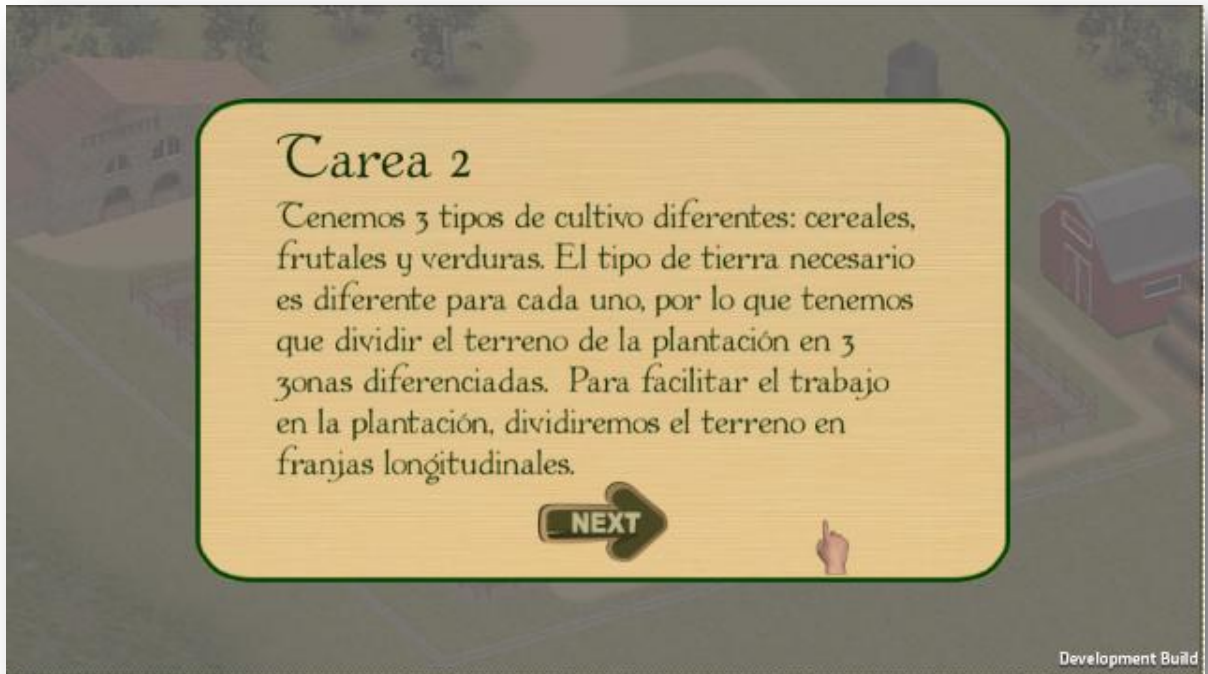 Tarea 2
Tenemos 3 tipos de cultivo diferentes: cereales,
frutales y verduras. El tipo de tierra necesario
es diferente para cada uno, por lo que tenemos
que dividir el terreno de la plantación en 3
zonas diferenciadas. Para facilitar el trabajo
en la plantación, dividiremos el terreno en
franjas longitudinales.
NEXT
Development Build